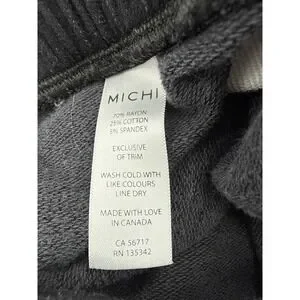 MICHI
70% RAYON
25% COTTON
5% SPANDEX
EXCLUSIVE
OF TRIM
WASH COLD WITH
LIKE COLOURS
LINE DRY
MADE WITH LOVE
IN CANADA
CA 56717
RN 135342